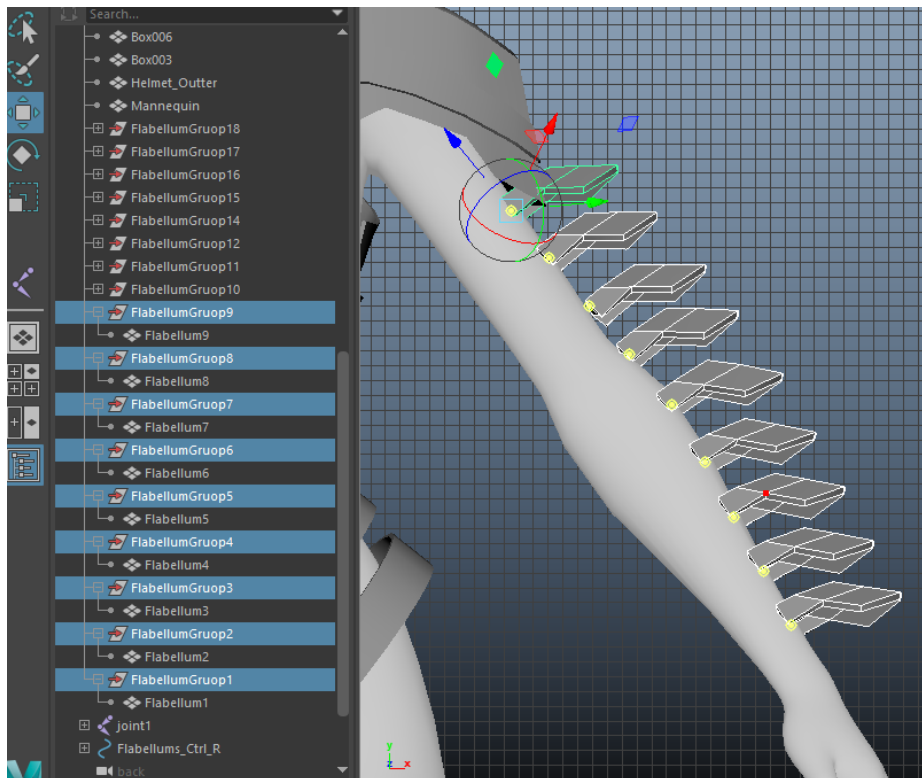 Search...
Box006
Box003
Helmet_Outter
Mannequin
FlabellumGruop18
FlabellumGruop17
FlabellumGruop16
FlabellumGruop15
FlabellumGruop14
FlabellumGruop12
FlabellumGruop11
FlabellumGruop10
FlabellumGruop9
Flabellum9
FlabellumGruop8
Flabellum8
FlabellumGruop7
Flabellum7
FlabellumGruop6
Flabellum6
FlabellumGruop5
Flabellum5
FlabellumGruop4
Flabellum4
FlabellumGruop3
Flabellum3
FlabellumGruop2
Flabellum2
FlabellumGruop1
Flabellum1
joint1
Flabellums_Ctrl_R
back
y
z x